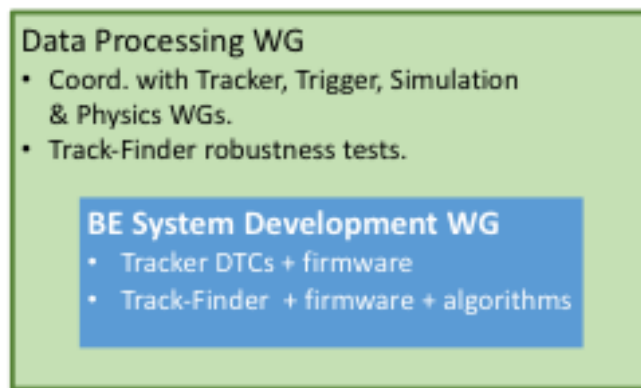 Data Processing WG
• Coord. with Tracker, Trigger, Simulation
& Physics WGs.
• Track-Finder robustness tests.
BE System Development WG
• Tracker DTCs + firmware
• Track-Finder + firmware + algorithms